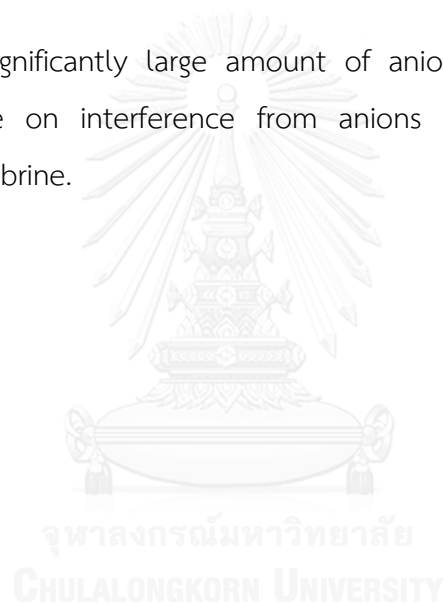 gnificantly large amount of anio
e on interference from anions
brine.
จุฬาลงกรณ์มหาวิทยาลัย
CHULALONGKORN UNIVERSITY